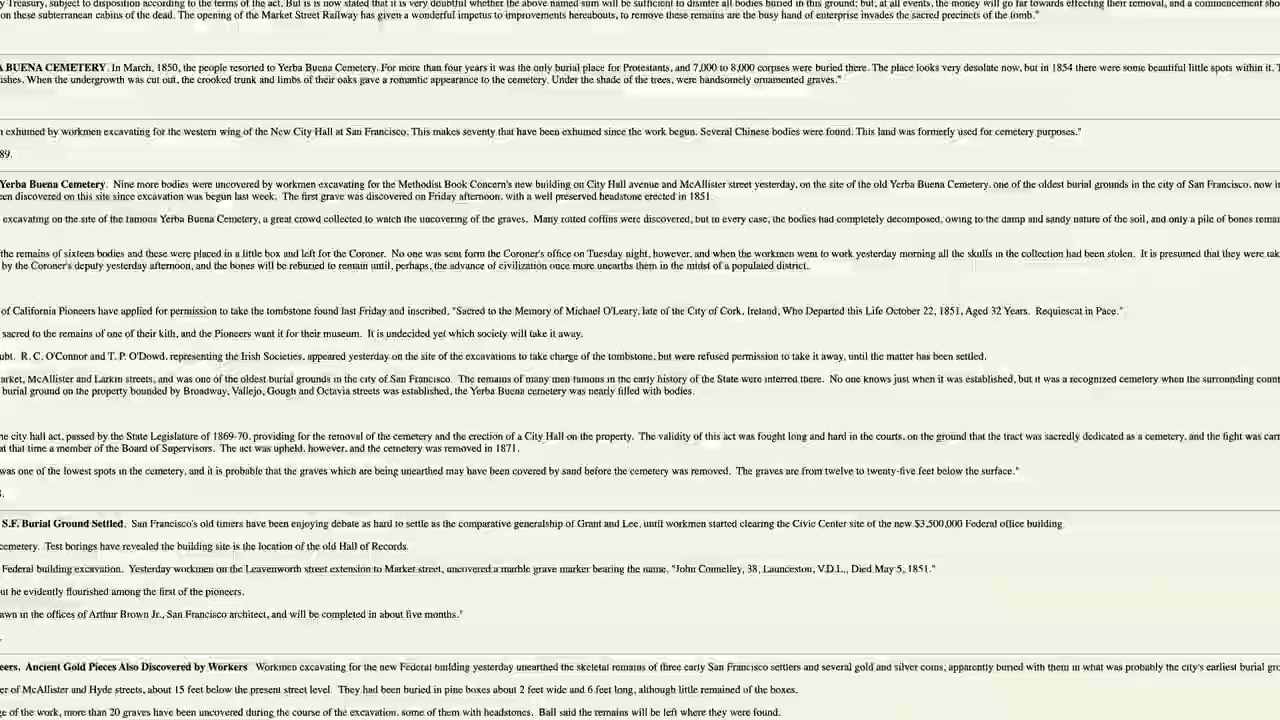 y Treasury, subject to disposition according to the terms of the act. But is is now stated that it is very doubtful whether the above named sum will be sufficient to disinter all bodies buried in this ground; but, at all events, the money will go far towards effecting their removal, and a commencement sho
on these subterranean cabins of the dead. The opening of the Market Street Railway has given a wonderful impetus to improvements hereabouts, to remove these remains are the busy hand of enterprise invades the sacred precincts of the tomb."
A BUENA CEMETERY. In March, 1850, the people resorted to Yerba Buena Cemetery. For more than four years it was the only burial place for Protestants, and 7,000 to 8,000 corpses were buried there. The place looks very desolate now, but in 1854 there were some beautiful little spots within it. T
ishes. When the undergrowth was cut out, the crooked trunk and limbs of their oaks gave a romantic appearance to the cemetery. Under the shade of the trees, were handsomely ornamented graves."
n exhumed by workmen excavating for the western wing of the New City Hall at San Francisco. This makes seventy that have been exhumed since the work begun. Several Chinese bodies were found. This land was formerly used for cemetery purposes."
89.
Yerba Buena Cemetery. Nine more bodies were uncovered by workmen excavating for the Methodist Book Concern's new building on City Hall avenue and McAllister street yesterday, on the site of the old Yerba Buena Cemetery, one of the oldest burial grounds in the city of San Francisco, now i
een discovered on this site since excavation was begun last week. The first grave was discovered on Friday afternoon, with a well preserved headstone erected in 1851.
excavating on the site of the famous Yerba Buena Cemetery, a great crowd collected to watch the uncovering of the graves. Many rotted coffins were discovered, but in every case, the bodies had completely decomposed, owing to the damp and sandy nature of the soil, and only a pile of bones remai
the remains of sixteen bodies and these were placed in a little box and left for the Coroner. No one was sent form the Coroner's office on Tuesday night, however, and when the workmen went to work yesterday morning all the skulls in the collection had been stolen. It is presumed that they were tak
by the Coroner's deputy yesterday afternoon, and the bones will be reburied to remain until, perhaps, the advance of civilization once more unearths them in the midst of a populated district.
of California Pioneers have applied for permission to take the tombstone found last Friday and inscribed, "Sacred to the Memory of Michael O'Leary, late of the City of Cork, Ireland, Who Departed this Life October 22, 1851, Aged 32 Years. Requiescat in Pace."
sacred to the remains of one of their kith, and the Pioneers want it for their museum. It is undecided yet which society will take it away.
ubt. R. C. O'Connor and T. P. O'Dowd, representing the Irish Societies, appeared yesterday on the site of the excavations to take charge of the tombstone, but were refused permission to take it away, until the matter has been settled.
arket, McAllister and Larkin streets, and was one of the oldest burial grounds in the city of San Francisco. The remains of many men famous in the early history of the State were interred there. No one knows just when it was established, but it was a recognized cemetery when the surrounding count
burial ground on the property bounded by Broadway, Vallejo, Gough and Octavia streets was established, the Yerba Buena cemetery was nearly filled with bodies.
he city hall act, passed by the State Legislature of 1869-70, providing for the removal of the cemetery and the erection of a City Hall on the property. The validity of this act was fought long and hard in the courts, on the ground that the tract was sacredly dedicated as a cemetery, and the fight was carr
at that time a member of the Board of Supervisors. The act was upheld, however, and the cemetery was removed in 1871.
was one of the lowest spots in the cemetery, and it is probable that the graves which are being unearthed may have been covered by sand before the cemetery was removed. The graves are from twelve to twenty-five feet below the surface."
S.F. Burial Ground Settled. San Francisco's old timers have been enjoying debate as hard to settle as the comparative generalship of Grant and Lee, until workmen started clearing the Civic Center site of the new $3,500,000 Federal office building.
cemetery. Test borings have revealed the building site is the location of the old Hall of Records.
Federal building excavation. Yesterday workmen on the Leavenworth street extension to Market street, uncovered a marble grave marker bearing the name, "John Connelley, 38, Launceston, V.D.L., Died May 5, 1851."
ut he evidently flourished among the first of the pioneers.
awn in the offices of Arthur Brown Jr., San Francisco architect, and will be completed in about five months."
eers. Ancient Gold Pieces Also Discovered by Workers Workmen excavating for the new Federal building yesterday unearthed the skeletal remains of three early San Francisco settlers and several gold and silver coins, apparently buried with them in what was probably the city's earliest burial gro
er of McAllister and Hyde streets, about 15 feet below the present street level. They had been buried in pine boxes about 2 feet wide and 6 feet long, although little remained of the boxes.
ge of the work, more than 20 graves have been uncovered during the course of the excavation, some of them with headstones. Ball said the remains will be left where they were found.